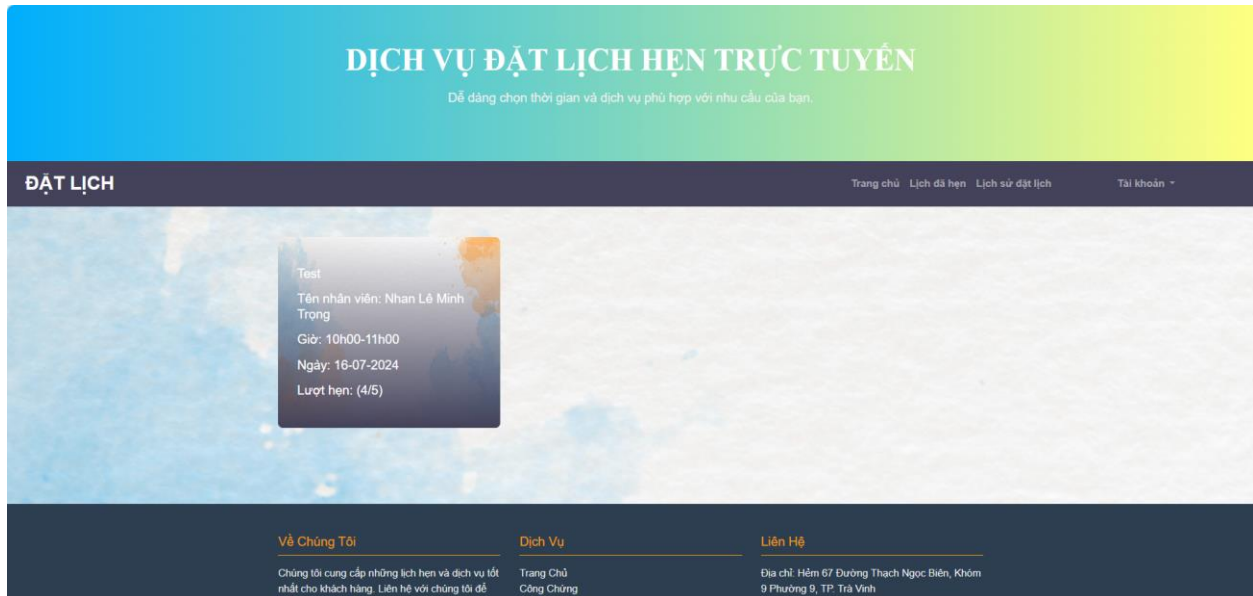 DỊCH VỤ ĐẶT LỊCH HẸN TRỰC TUYẾN
Dễ dàng chọn thời gian và dịch vụ phù hợp với nhu cầu của bạn.
ĐẶT LỊCH
Trang chủ Lịch đã hẹn Lịch sử đặt lịch Tài khoản
Test
Tên nhân viên: Nhan Lê Minh
Trọng
Giờ: 10h00-11h00
Ngày: 16-07-2024
Lượt hẹn: (4/5)
Về Chúng Tôi
Chúng tôi cung cấp những lịch hẹn và dịch vụ tốt
nhất cho khách hàng. Liên hệ với chúng tôi để
Dịch Vụ
Trang Chủ
Công Chứng
Liên Hệ
Địa chỉ: Hẻm 67 Đường Thạch Ngọc Biên, Khóm
9 Phường 9, TP. Trà Vinh